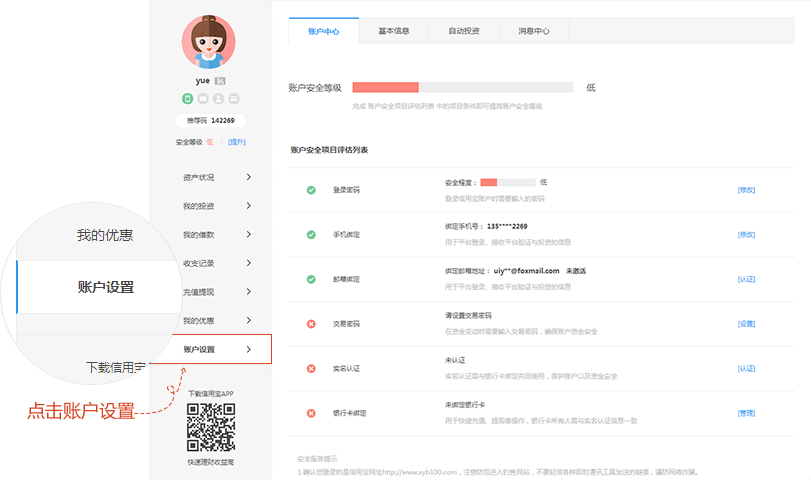 账户中心
基本信息
自动投资
消息中心
yue
推荐码 142269
安全等级 低 | [提升]
资产状况
我的投资
我的借款
收支记录
充值提现
我的优惠
账户设置
我的优惠
账户设置
下载信用宝
点击账户设置
下载信用宝APP
快速理财收益高
账户安全等级
低
完成 账户安全项目评估列表 中的项目条件即可提高账户安全等级
账户安全项目评估列表
登录密码
安全程度： 低
登录信用宝账户时需要输入的密码
[修改]
手机绑定
绑定手机号： 135****2269
用于平台登录、接收平台验证与投资的信息
[修改]
邮箱绑定
绑定邮箱地址： uiy**@foxmail.com 未激活
用于平台登录、接收平台验证与投资的信息
[认证]
交易密码
请设置交易密码
在资金变动时需要输入交易密码，确保账户资金安全
[设置]
实名认证
未认证
实名认证需与银行卡绑定共同使用，保护账户以及资金安全
[认证]
银行卡绑定
未绑定银行卡
用于快捷充值、提现等操作，银行卡所有人需与实名认证信息一致
[管理]
安全服务提示
1.确认您登录的是信用宝网址http://www.xyb100.com，注意防范进入钓鱼网站，不要轻信各种即时通讯工具发送的链接，谨防网络诈骗。